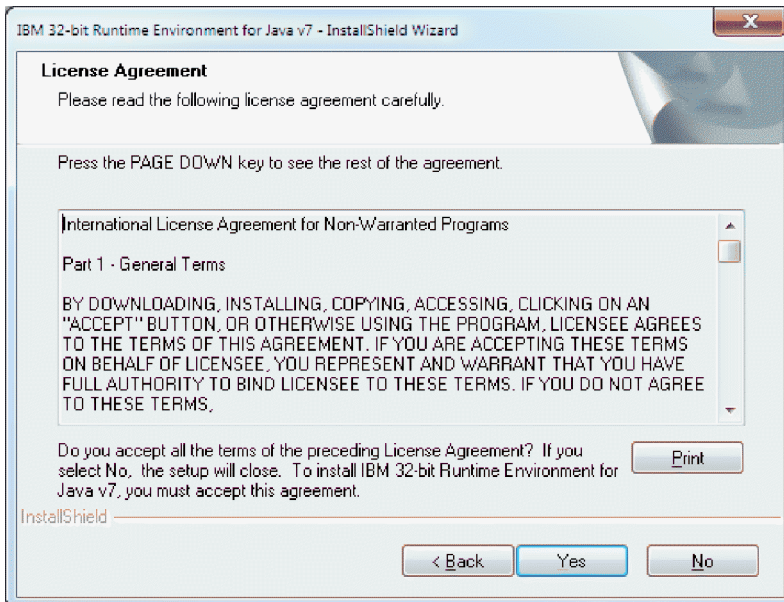 IBM 32-bit Runtime Environment for Java v7 - InstallShield Wizard
License Agreement
Please read the following license agreement carefully.
Press the PAGE DOWN key to see the rest of the agreement.
International License Agreement for Non-Warranted Programs
Part 1 - General Terms
BY DOWNLOADING, INSTALLING, COPYING, ACCESSING, CLICKING ON AN
"ACCEPT" BUTTON, OR OTHERWISE USING THE PROGRAM, LICENSEE AGREES
TO THE TERMS OF THIS AGREEMENT. IF YOU ARE ACCEPTING THESE TERMS
ON BEHALF OF LICENSEE, YOU REPRESENT AND WARRANT THAT YOU HAVE
FULL AUTHORITY TO BIND LICENSEE TO THESE TERMS. IF YOU DO NOT AGREE
TO THESE TERMS,
Do you accept all the terms of the preceding License Agreement? If you
select No, the setup will close. To install IBM 32-bit Runtime Environment for
Java v7, you must accept this agreement.
Print
InstallShield
< Back
Yes
No